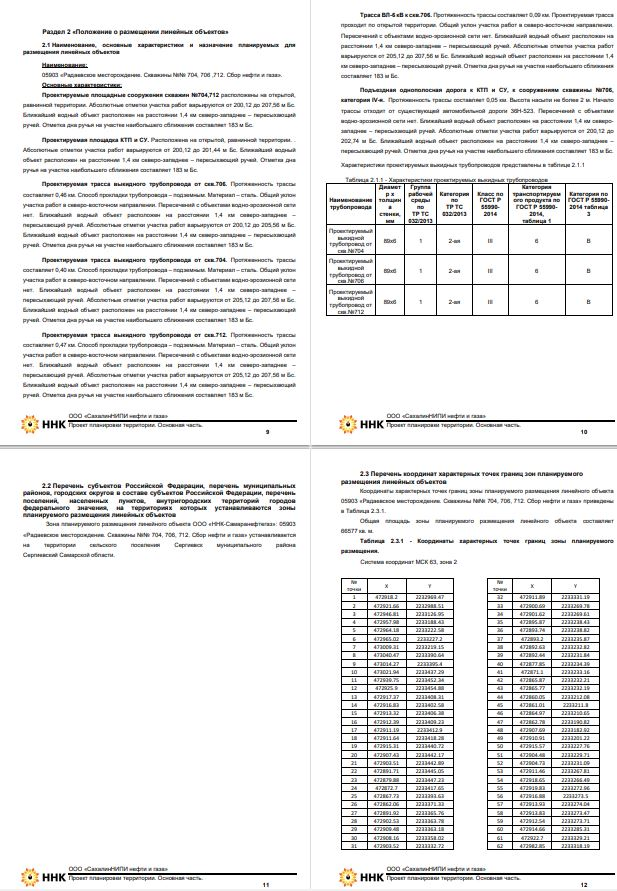 Раздел 2 «Положение о размещении линейных объектов»
2.1 Наименование, основные характеристики и назначение планируемых для
размещения линейных объектов
Наименование:
05903 «Радаевское месторождение. Скважины №№ 704, 706 ,712. Сбор нефти и газа».
Основные характеристики:
Проектируемые площадные сооружения скважин №704,712 расположены на открытой,
равнинной территории. Абсолютные отметки участка работ варьируются от 200,12 до 207,56 м Бс.
Ближайший водный объект расположен на расстоянии 1,4 км северо-западнее – пересыхающий
ручей. Отметка дна ручья на участке наибольшего сближения составляет 183 м Бс.
Проектируемая площадка КТП и СУ. Расположена на открытой, равнинной территории. .
Абсолютные отметки участка работ варьируются от 200,12 до 201,44 м Бс. Ближайший водный
объект расположен на расстоянии 1,4 км северо-западнее – пересыхающий ручей. Отметка дна
ручья на участке наибольшего сближения составляет 183 м Бс.
Проектируемая трасса выкидного трубопровода от скв.706. Протяженность трассы
составляет 0,46 км. Способ прокладки трубопровода – подземным. Материал – сталь. Общий уклон
участка работ в северо-восточном направлении. Пересечений с объектами водно-эрозионной сети
нет. Ближайший водный объект расположен на расстоянии 1,4 км северо-западнее –
пересыхающий ручей. Абсолютные отметки участка работ варьируются от 205,12 до 207,56 м Бс.
Ближайший водный объект расположен на расстоянии 1,4 км северо-западнее – пересыхающий
ручей. Отметка дна ручья на участке наибольшего сближения составляет 183 м Бс.
Проектируемая трасса выкидного трубопровода от скв.704. Протяженность трассы
составляет 0,40 км. Способ прокладки трубопровода – подземным. Материал – сталь. Общий уклон
участка работ в северо-восточном направлении. Пересечений с объектами водно-эрозионной сети
нет. Ближайший водный объект расположен на расстоянии 1,4 км северо-западнее –
пересыхающий ручей. Абсолютные отметки участка работ варьируются от 205,12 до 207,56 м Бс.
Ближайший водный объект расположен на расстоянии 1,4 км северо-западнее – пересыхающий
ручей. Отметка дна ручья на участке наибольшего сближения составляет 183 м Бс.
Проектируемая трасса выкидного трубопровода от скв.712. Протяженность трассы
составляет 0,47 км. Способ прокладки трубопровода – подземным. Материал – сталь. Общий уклон
участка работ в северо-восточном направлении. Пересечений с объектами водно-эрозионной сети
нет. Ближайший водный объект расположен на расстоянии 1,4 км северо-западнее –
пересыхающий ручей. Абсолютные отметки участка работ варьируются от 205,12 до 207,56 м Бс.
Ближайший водный объект расположен на расстоянии 1,4 км северо-западнее – пересыхающий
ручей. Отметка дна ручья на участке наибольшего сближения составляет 183 м Бс.
ННК
ООО «СахалинНИПИ нефти и газа»
Проект планировки территории. Основная часть.
9
Трасса ВЛ-6 кВ к скв.706. Протяженность трассы составляет 0,09 км. Проектируемая трасса
проходит по открытой территории. Общий уклон участка работ в северо-восточном направлении.
Пересечений с объектами водно-эрозионной сети нет. Ближайший водный объект расположен на
расстоянии 1,4 км северо-западнее – пересыхающий ручей. Абсолютные отметки участка работ
варьируются от 200,12 до 207,56 м Бс. Ближайший водный объект расположен на расстоянии 1,4
км северо-западнее – пересыхающий ручей. Отметка дна ручья на участке наибольшего сближения
составляет 183 м Бс.
Подъездная однополосная дорога к КТП и СУ, к сооружениям скважины №706,
категории IV-н. Протяженность трассы составляет 0,05 км. Высота насыпи не более 2 м. Начало
трассы отходит от существующей автомобильной дороги 36Н-523. Пересечений с объектами
водно-эрозионной сети нет. Ближайший водный объект расположен на расстоянии 1,4 км северо-
западнее – пересыхающий ручей. Абсолютные отметки участка работ варьируются от 200,12 до
202,74 м Бс. Ближайший водный объект расположен на расстоянии 1,4 км северо-западнее –
пересыхающий ручей. Отметка дна ручья на участке наибольшего сближения составляет 183 м Бс.
Характеристики проектируемых выкидных трубопроводов представлены в таблице 2.1.1
Таблица 2.1.1 - Характеристики проектируемых выкидных трубопроводов
Наименование трубопровода Диаметр х толщина стенки, мм Группа рабочей среды по ТР ТС 032/2013 Категория по ТР ТС 032/2013 Класс по ГОСТ Р 55990-2014 Категория транспортируемого продукта по ГОСТ Р 55990-2014, таблица 1 Категория по ГОСТ Р 55990-2014 таблица 3
Проектируемый выкидной трубопровод от скв.№704 89х6 1 2-ая III 6 В
Проектируемый выкидной трубопровод от скв.№706 89х6 1 2-ая III 6 В
Проектируемый выкидной трубопровод от скв.№712 89х6 1 2-ая III 6 В
ННК
ООО «СахалинНИПИ нефти и газа»
Проект планировки территории. Основная часть.
10
2.2 Перечень субъектов Российской Федерации, перечень муниципальных
районов, городских округов в составе субъектов Российской Федерации, перечень
поселений, населенных пунктов, внутригородских территорий городов
федерального значения, на территориях которых устанавливаются зоны
планируемого размещения линейных объектов
Зона планируемого размещения линейного объекта ООО «ННК-Самаранефтегаз»: 05903
«Радаевское месторождение. Скважины №№ 704, 706, 712. Сбор нефти и газа» устанавливается
на территории сельского поселения Сергиевск муниципального района
Сергиевский Самарской области.
ННК
ООО «СахалинНИПИ нефти и газа»
Проект планировки территории. Основная часть.
11
2.3 Перечень координат характерных точек границ зон планируемого
размещения линейных объектов
Координаты характерных точек границ зоны планируемого размещения линейного объекта
05903 «Радаевское месторождение. Скважины №№ 704, 706, 712. Сбор нефти и газа» приведены
в Таблица 2.3.1.
Общая площадь зоны планируемого размещения линейного объекта составляет
66577 кв. м.
Таблица 2.3.1 - Координаты характерных точек границ зоны планируемого
размещения.
Система координат МСК 63, зона 2
№ точки X Y
1 472918.2 2232969.47
2 472921.66 2232988.51
3 472946.81 2233126.95
4 472957.98 2233188.43
5 472964.18 2233222.58
6 472965.02 2233227.2
7 473009.31 2233219.15
8 473040.47 2233390.64
9 473014.27 2233395.4
10 473021.94 2233437.29
11 472939.75 2233452.34
12 472925.9 2233454.88
13 472917.37 2233408.31
14 472916.83 2233402.58
15 472913.32 2233406.38
16 472912.39 2233409.23
17 472911.19 2233412.9
18 472911.64 2233418.28
19 472915.31 2233440.72
20 472907.43 2233442.17
21 472903.51 2233442.89
22 472891.71 2233445.05
23 472879.88 2233447.23
24 472872.7 2233417.65
25 472867.73 2233393.63
26 472862.06 2233371.33
27 472891.92 2233365.76
28 472902.53 2233363.78
29 472909.48 2233363.18
30 472908.16 2233358.02
31 472903.52 2233332.72
№ точки X Y
32 472911.89 2233331.19
33 472900.69 2233269.78
34 472901.62 2233269.61
35 472895.87 2233238.43
36 472893.74 2233238.82
37 472893.2 2233235.87
38 472892.63 2233232.82
39 472892.44 2233231.84
40 472877.85 2233234.39
41 472871.1 2233233.16
42 472865.87 2233232.21
43 472865.77 2233232.19
44 472860.05 2233212.08
45 472861.01 2233211.8
46 472864.97 2233210.65
47 472862.78 2233190.82
48 472907.69 2233182.92
49 472910.91 2233201.22
50 472915.57 2233227.76
51 472904.48 2233229.71
52 472904.73 2233231.09
53 472911.46 2233267.81
54 472918.65 2233266.49
55 472919.83 2233272.96
56 472916.88 2233273.5
57 472913.93 2233274.04
58 472913.83 2233273.47
59 472912.54 2233273.71
60 472914.66 2233285.31
61 472922.7 2233329.21
62 472982.85 2233318.19
ННК
ООО «СахалинНИПИ нефти и газа»
Проект планировки территории. Основная часть.
12